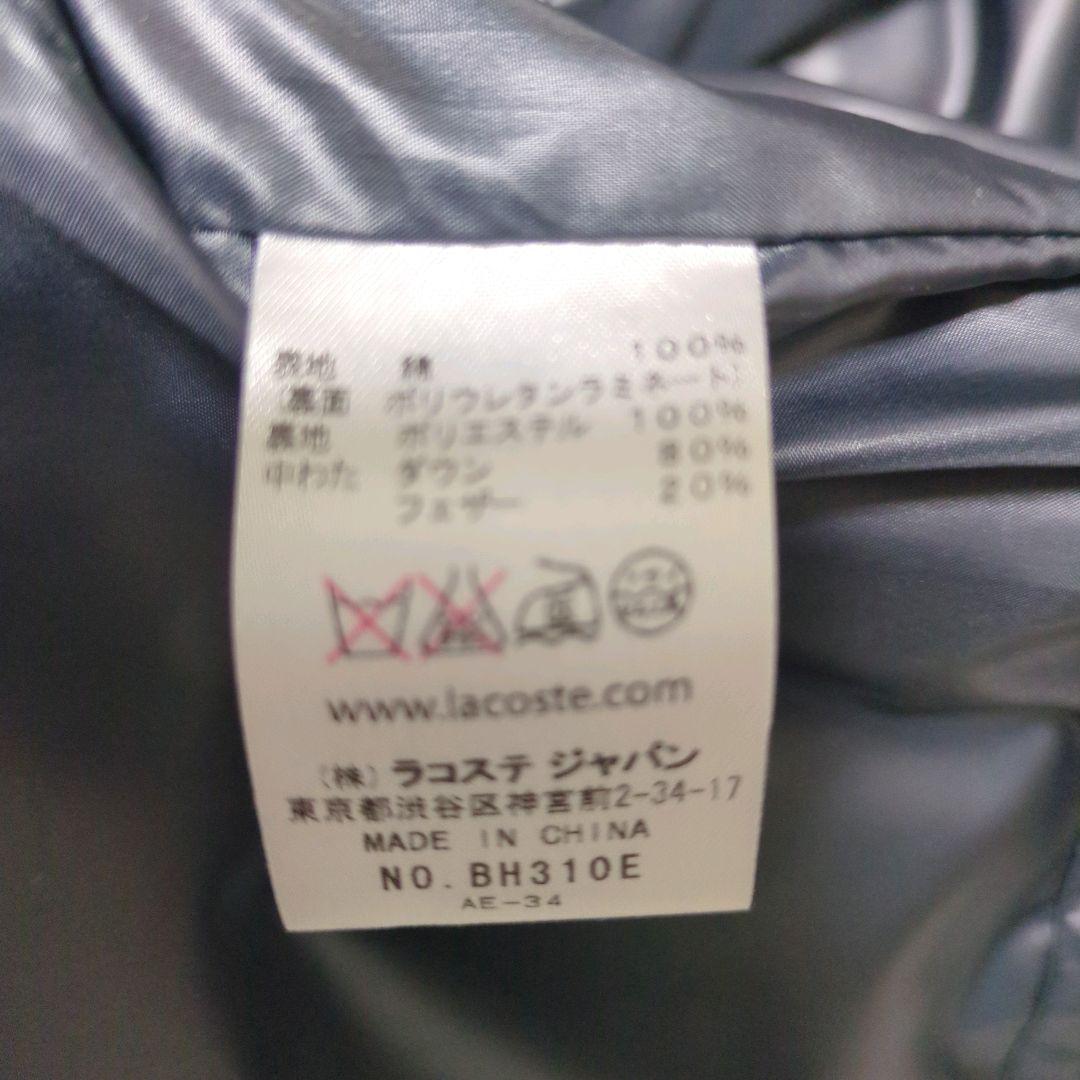 表地 綿 100%
(裏面 ポリウレタンラミネート)
裏地 ポリエステル 100%
中わた ダウン 80%
フェザー 20%
www.lacoste.com
(株) ラコステ ジャパン
東京都渋谷区神宮前2-34-17
MADE IN CHINA
NO. BH310E
AE-34